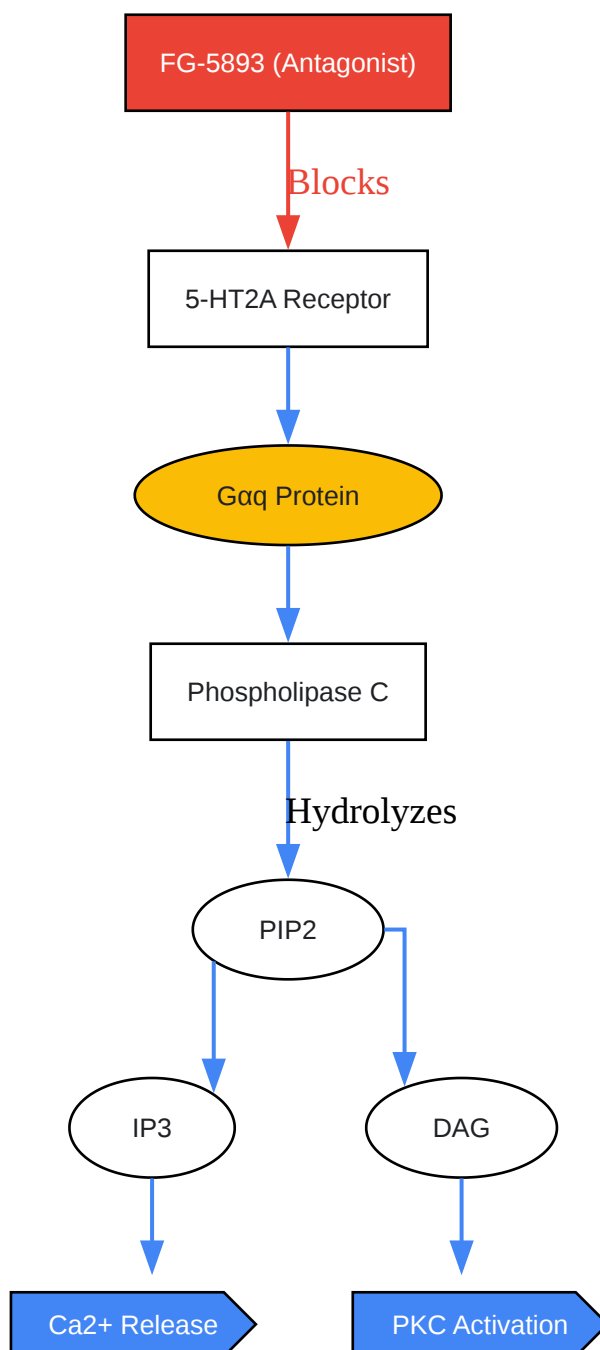 FG-5893 (Antagonist)
Blocks
5-HT2A Receptor
Gαq Protein
Phospholipase C
Hydrolyzes
PIP2
IP3
DAG
Ca2+ Release
PKC Activation